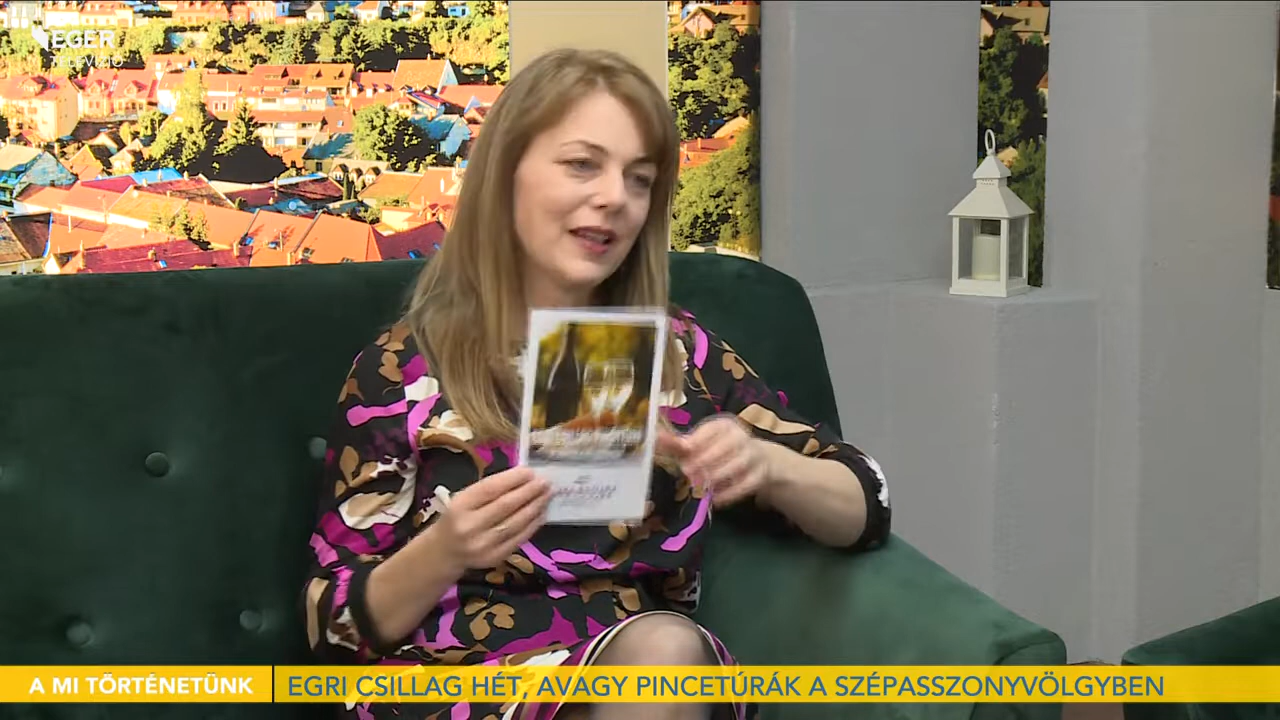 EGER
TELEVÍZIÓ
A MI TÖRTÉNETÜNK
EGRI CSILLAG HÉT, AVAGY PINCETÚRÁK A SZÉPASSZONYVÖLGYBEN